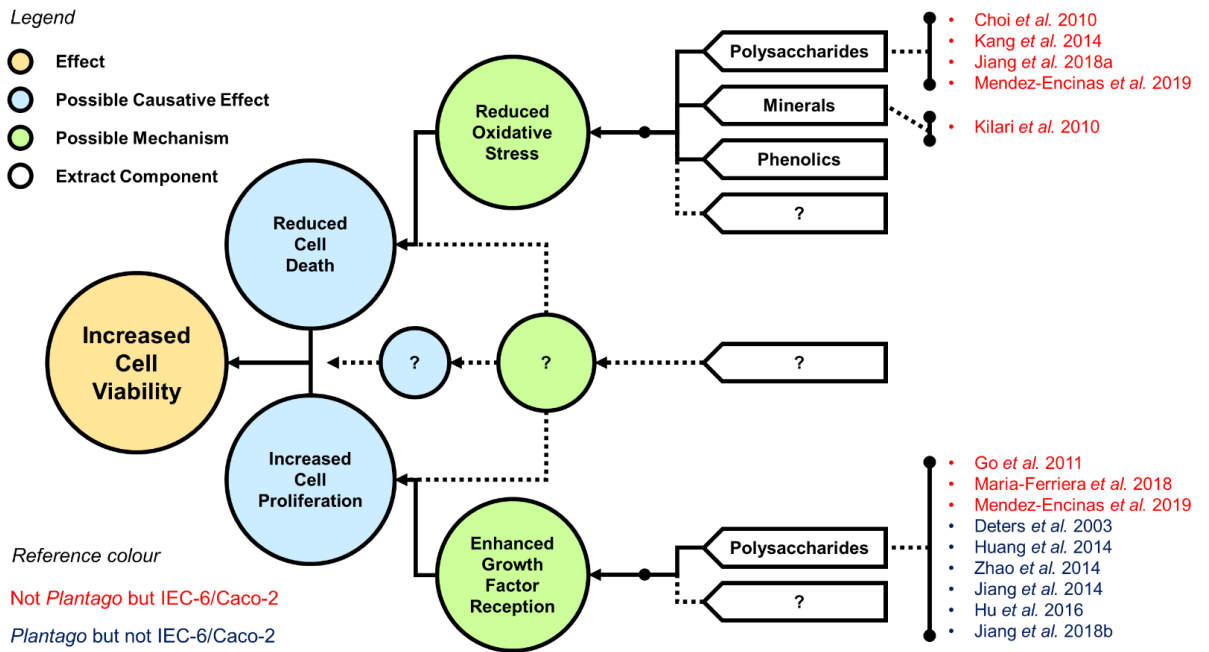 Legend
Effect
Possible Causative Effect
Possible Mechanism
Extract Component
Increased
Cell
Viability
Reduced
Cell
Death
Increased
Cell
Proliferation
?
?
Reduced
Oxidative
Stress
Enhanced
Growth
Factor
Reception
Polysaccharides
Minerals
Phenolics
?
?
Polysaccharides
?
• Choi et al. 2010
• Kang et al. 2014
• Jiang et al. 2018a
• Mendez-Encinas et al. 2019
• Kilari et al. 2010
• Go et al. 2011
• Maria-Ferriera et al. 2018
• Mendez-Encinas et al. 2019
• Deters et al. 2003
• Huang et al. 2014
• Zhao et al. 2014
• Jiang et al. 2014
• Hu et al. 2016
• Jiang et al. 2018b
Reference colour
Not Plantago but IEC-6/Caco-2
Plantago but not IEC-6/Caco-2